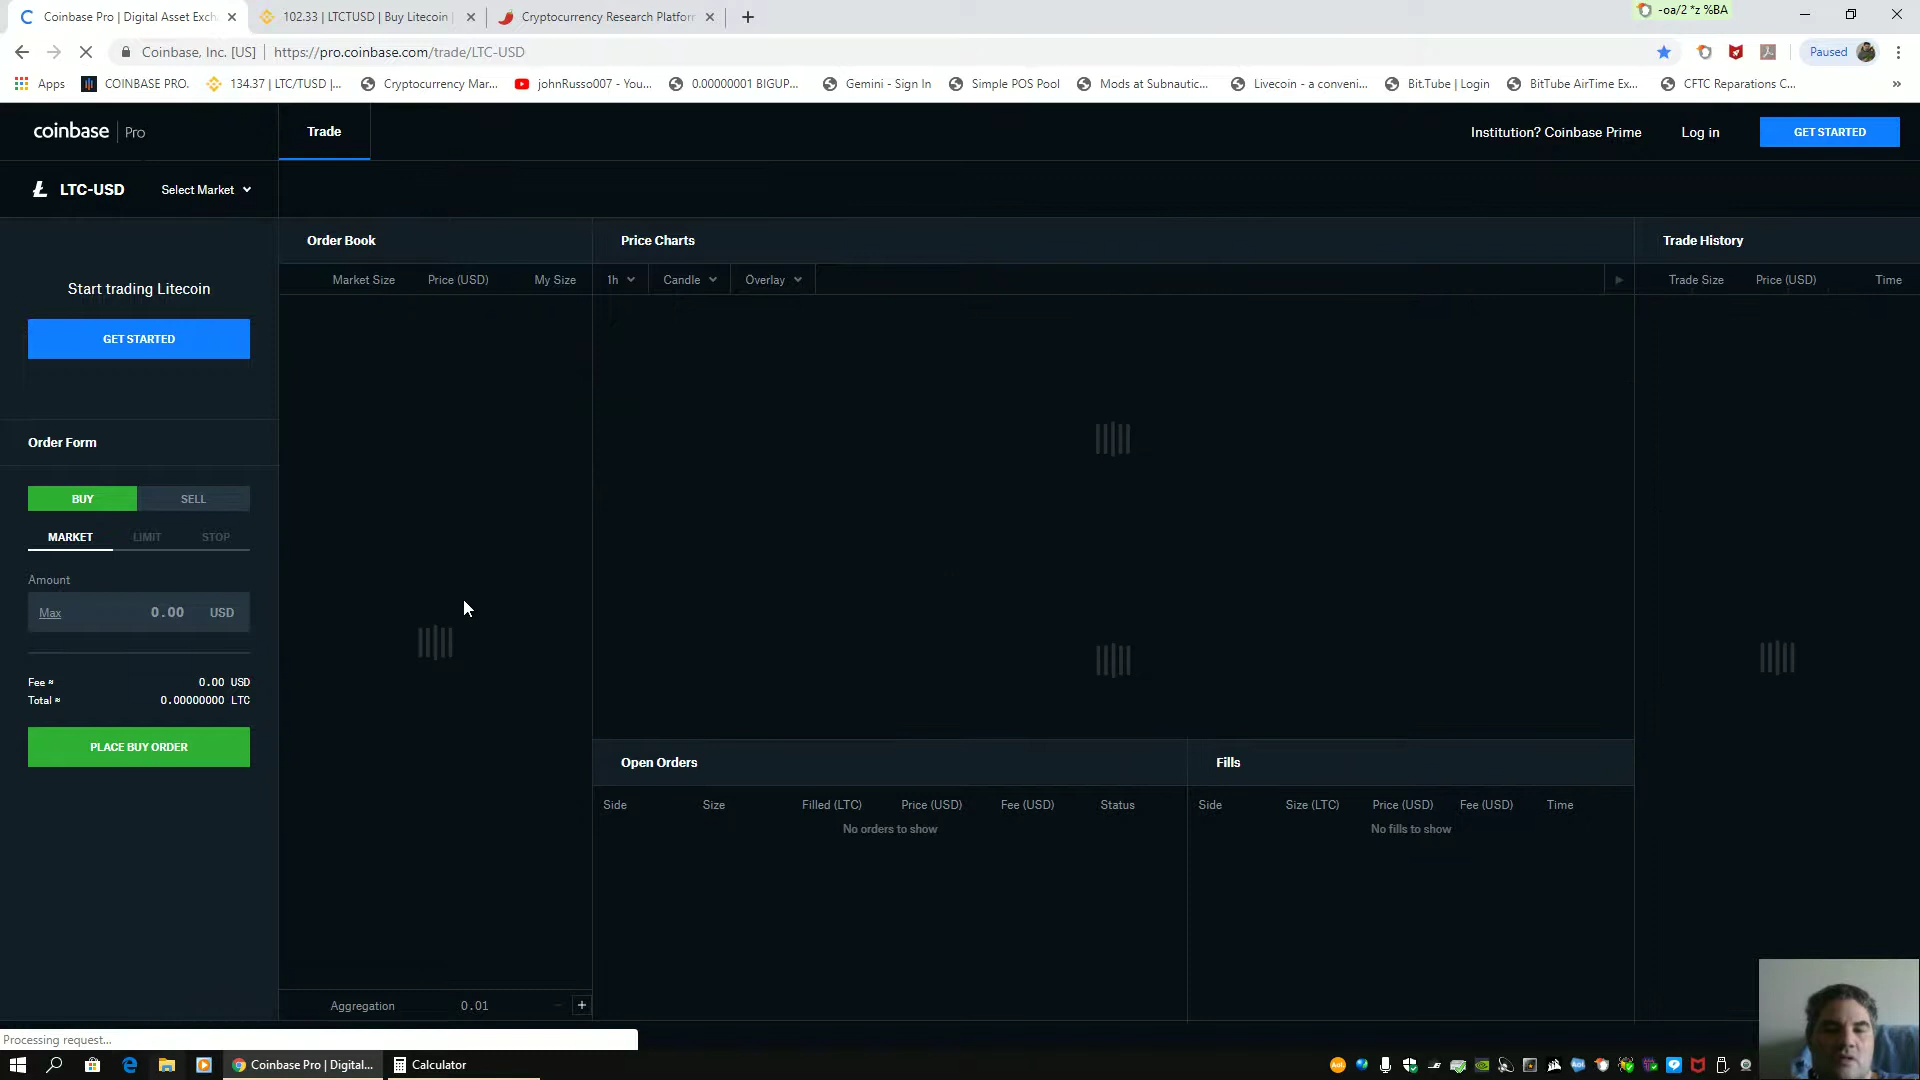 Coinbase Pro | Digital Asset Exch
102.33 | LTCTUSD | Buy Litecoin |
Cryptocurrency Research Platform
-oa/2 *z %BA
Coinbase, Inc. [US]
https://pro.coinbase.com/trade/LTC-USD
Paused
Apps
COINBASE PRO.
134.37 | LTC/TUSD |...
Cryptocurrency Mar...
johnRusso007 - You...
0.00000001 BIGUP...
Gemini - Sign In
Simple POS Pool
Mods at Subnautic...
Livecoin - a conveni...
Bit.Tube | Login
BitTube AirTime Ex...
CFTC Reparations C...
»
coinbase | Pro
Trade
Institution? Coinbase Prime
Log in
GET STARTED
LTC-USD
Select Market
Start trading Litecoin
GET STARTED
Order Form
BUY
SELL
MARKET
LIMIT
STOP
Amount
Max
0.00
USD
Fee ≈
0.00 USD
Total ≈
0.00000000 LTC
PLACE BUY ORDER
Order Book
Market Size
Price (USD)
My Size
Aggregation
0.01
- +
Price Charts
1h
Candle
Overlay
Open Orders
Side
Size
Filled (LTC)
Price (USD)
Fee (USD)
Status
No orders to show
Fills
Side
Size (LTC)
Price (USD)
Fee (USD)
Time
No fills to show
Trade History
Trade Size
Price (USD)
Time
Processing request...
Coinbase Pro | Digital...
Calculator